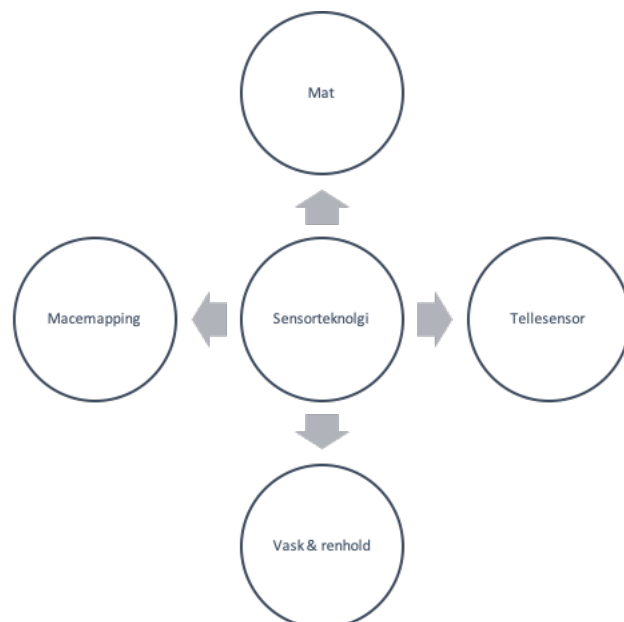 Mat
Macemapping
Sensorteknolgi
Tellesensor
Vask & renhold